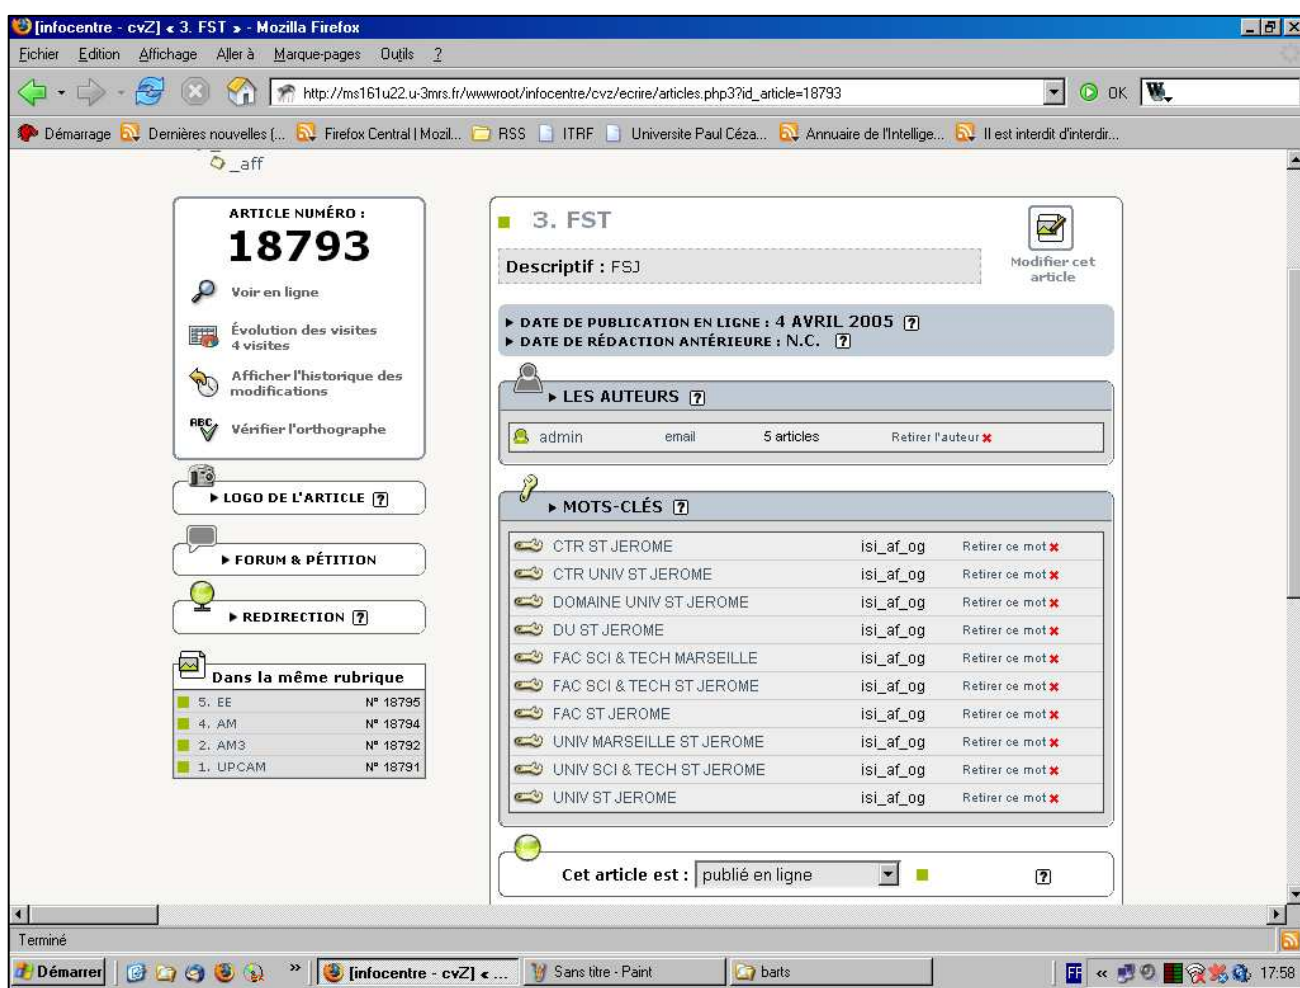 [infocentre - cvZ] « 3. FST » - Mozilla Firefox
Fichier Edition Affichage Aller à Marque-pages Outils ?
http://ms161u22.u-3mrs.fr/wwwroot/infocentre/cvz/ecrire/articles.php3?id_article=18793 OK W
Démarrage Dernières nouvelles (... Firefox Central | Mozil... RSS ITRF Universite Paul Céza... Annuaire de l'Intellige... Il est interdit d'interdir...
_aff
ARTICLE NUMÉRO :
18793
Voir en ligne
Évolution des visites
4 visites
Afficher l'historique des
modifications
ABC Vérifier l'orthographe
LOGO DE L'ARTICLE ?
FORUM & PÉTITION
REDIRECTION ?
Dans la même rubrique
5. EE N° 18795
4. AM N° 18794
2. AM3 N° 18792
1. UPCAM N° 18791
3. FST
Modifier cet
article
Descriptif : FSJ
DATE DE PUBLICATION EN LIGNE : 4 AVRIL 2005 ?
DATE DE RÉDACTION ANTÉRIEURE : N.C. ?
LES AUTEURS ?
admin email 5 articles Retirer l'auteur
MOTS-CLÉS ?
CTR ST JEROME isi_af_og Retirer ce mot
CTR UNIV ST JEROME isi_af_og Retirer ce mot
DOMAINE UNIV ST JEROME isi_af_og Retirer ce mot
DU ST JEROME isi_af_og Retirer ce mot
FAC SCI & TECH MARSEILLE isi_af_og Retirer ce mot
FAC SCI & TECH ST JEROME isi_af_og Retirer ce mot
FAC ST JEROME isi_af_og Retirer ce mot
UNIV MARSEILLE ST JEROME isi_af_og Retirer ce mot
UNIV SCI & TECH ST JEROME isi_af_og Retirer ce mot
UNIV ST JEROME isi_af_og Retirer ce mot
Cet article est : publié en ligne ?
Terminé
Démarrer » [infocentre - cvZ] « ... Sans titre - Paint barts FF « 17:58